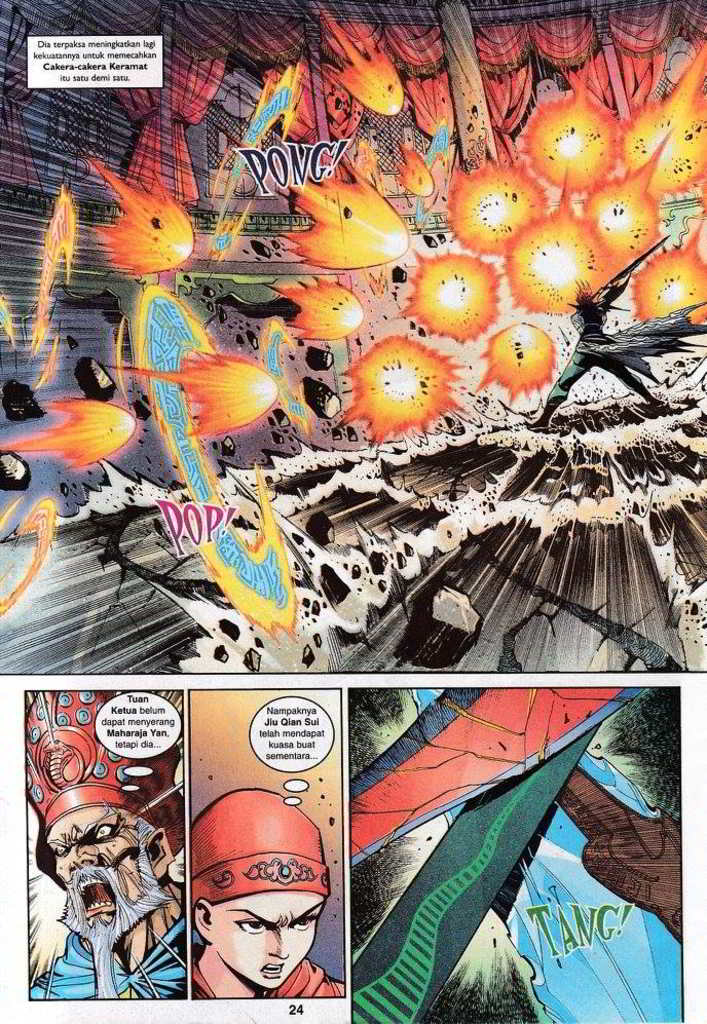 Dia terpaksa meningkatkan lagi
kekuatannya untuk memecahkan
Cakera-cakera Keramat
itu satu demi satu.
PONG!
POP!
Tuan
Ketua belum
dapat menyerang
Maharaja Yan,
tetapi dia...
Nampaknya
Jiu Qian Sui
telah mendapat
kuasa buat
sementara...
TANG!
24